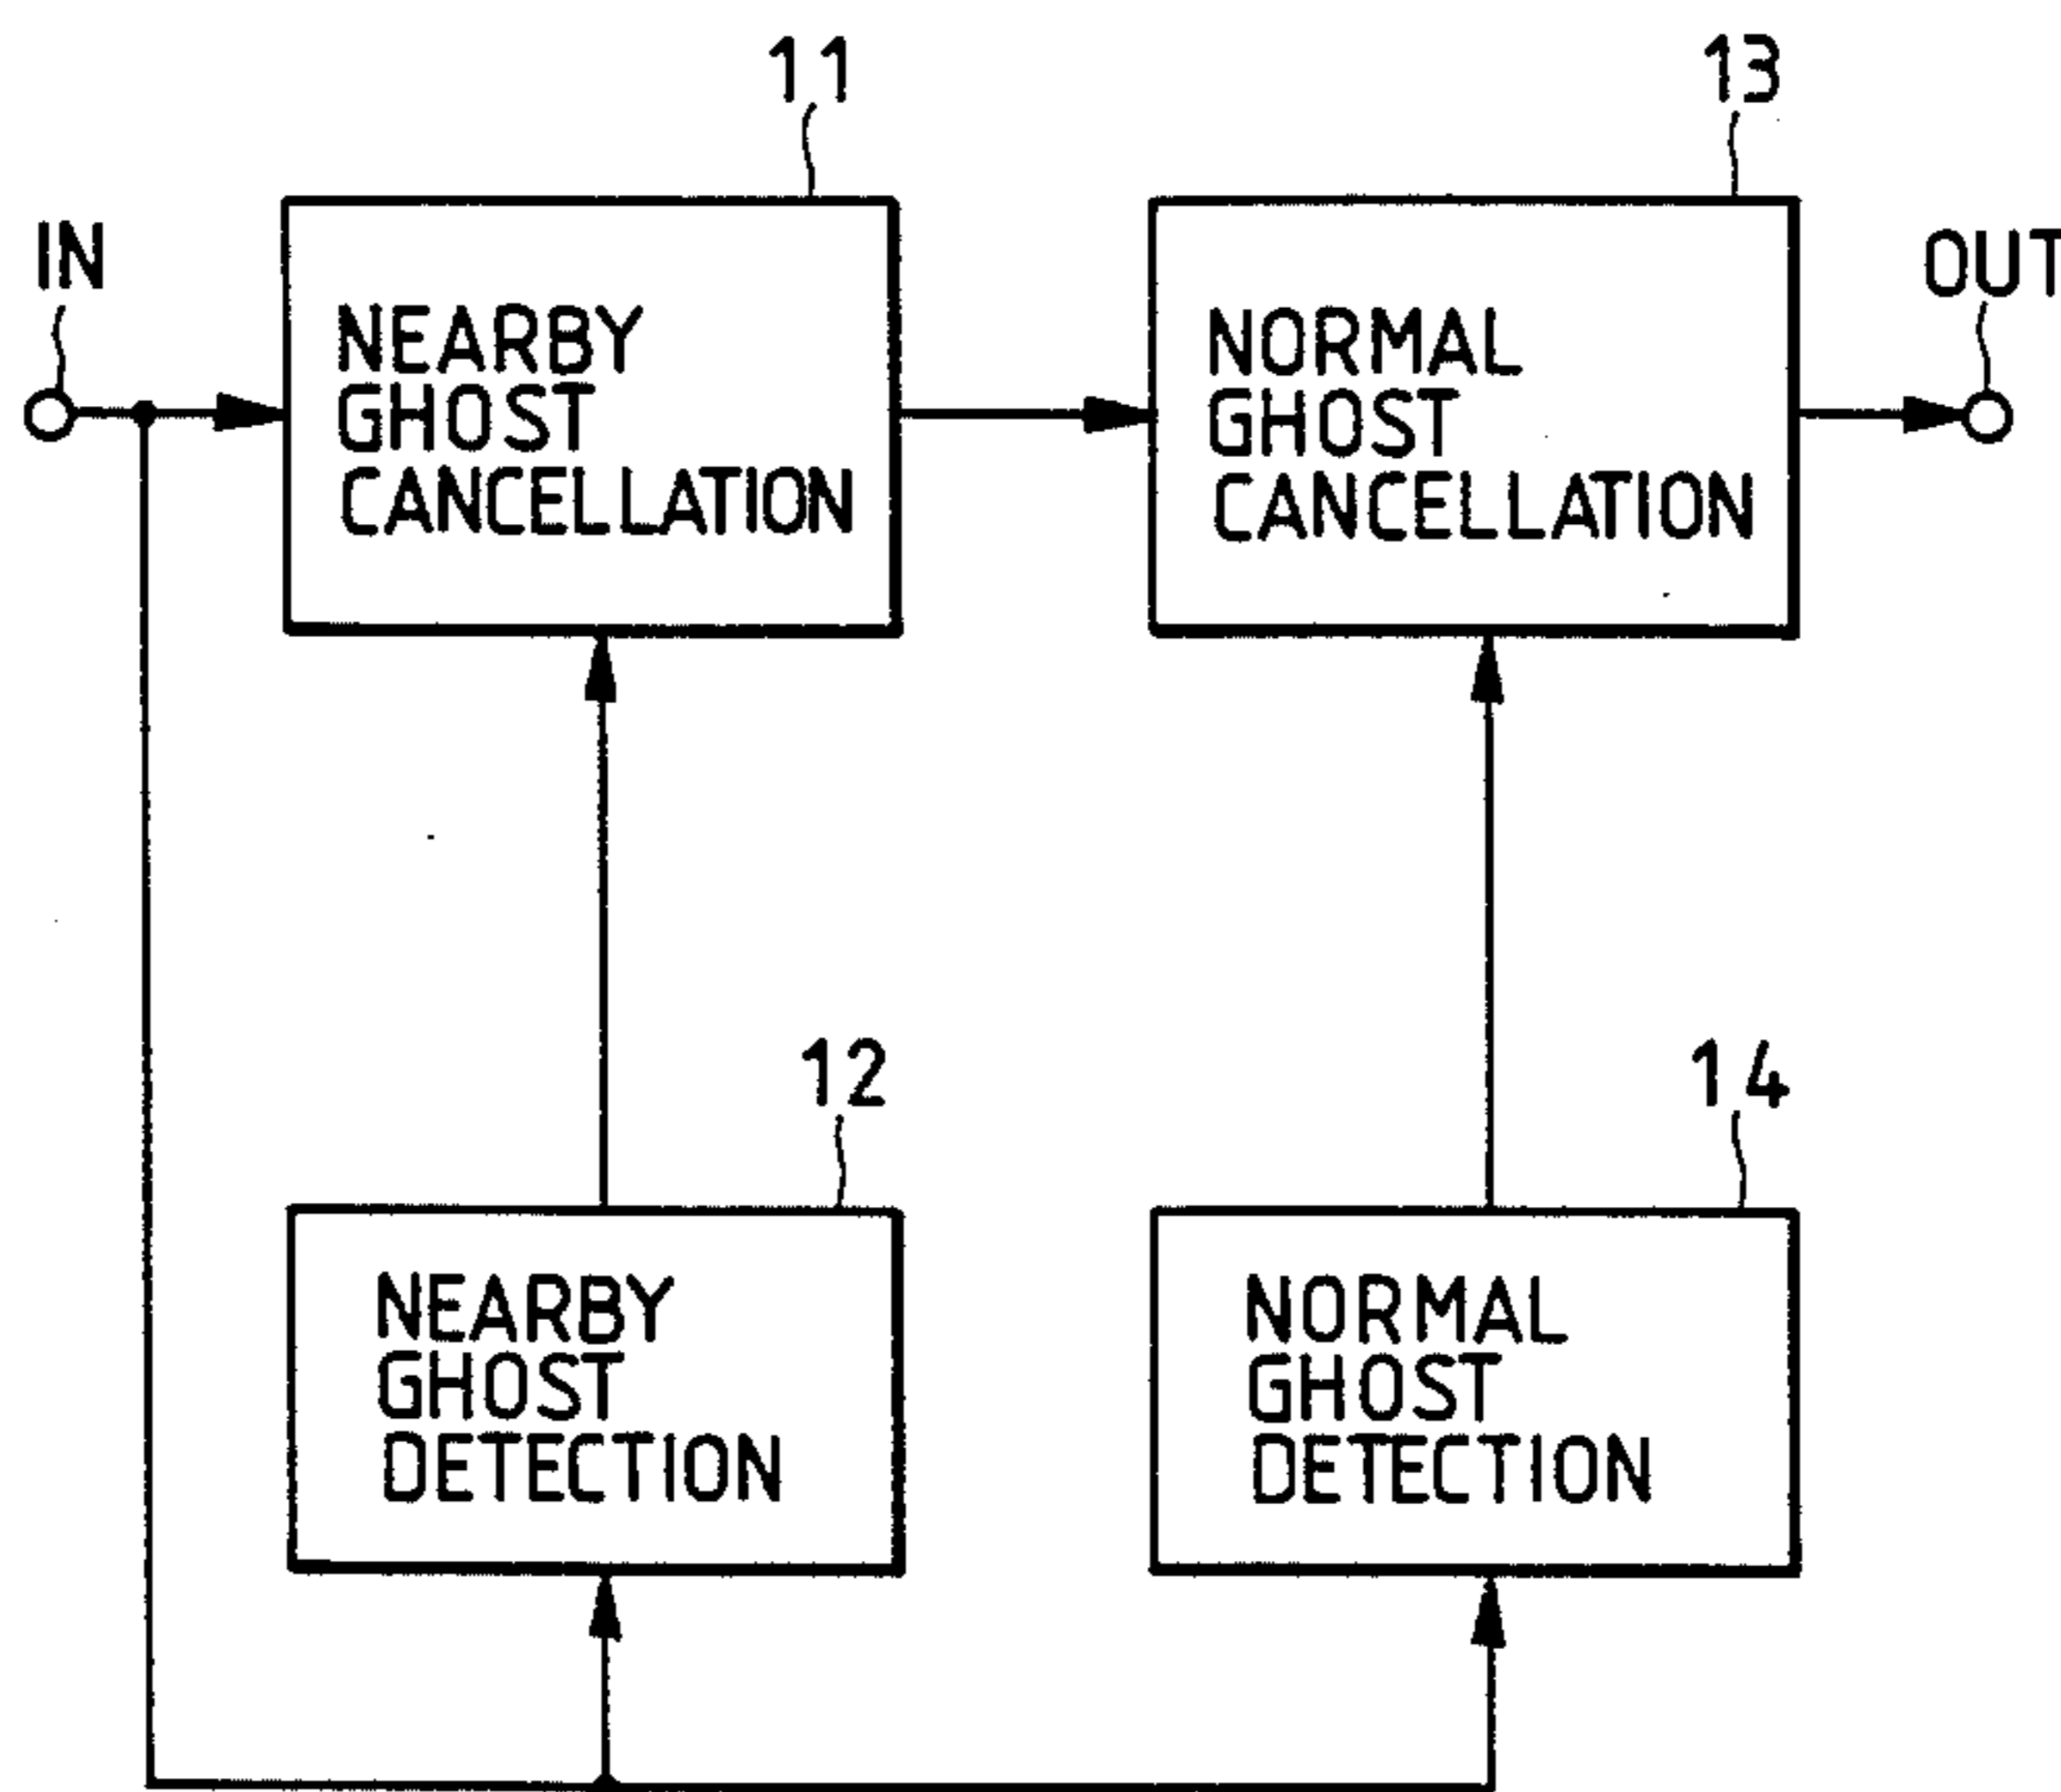 11
13
IN
OUT
NEARBY
GHOST
CANCELLATION
NORMAL
GHOST
CANCELLATION
12
14
NEARBY
GHOST
DETECTION
NORMAL
GHOST
DETECTION